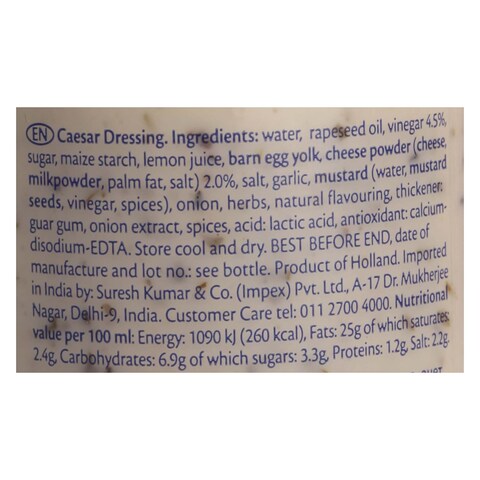 EN Caesar Dressing. Ingredients: water, rapeseed oil, vinegar 4.5%,
sugar, maize starch, lemon juice, barn egg yolk, cheese powder (cheese,
milkpowder, palm fat, salt) 2.0%, salt, garlic, mustard (water, mustard
seeds, vinegar, spices), onion, herbs, natural flavouring, thickener:
guar gum, onion extract, spices, acid: lactic acid, antioxidant: calcium-
disodium-EDTA. Store cool and dry. BEST BEFORE END, date of
manufacture and lot no.: see bottle. Product of Holland. Imported
in India by: Suresh Kumar & Co. (Impex) Pvt. Ltd., A-17 Dr. Mukherjee
Nagar, Delhi-9, India. Customer Care tel: 011 2700 4000. Nutritional
value per 100 ml: Energy: 1090 kJ (260 kcal), Fats: 25g of which saturates:
2.4g, Carbohydrates: 6.9g of which sugars: 3.3g, Proteins: 1.2g, Salt: 2.2g.